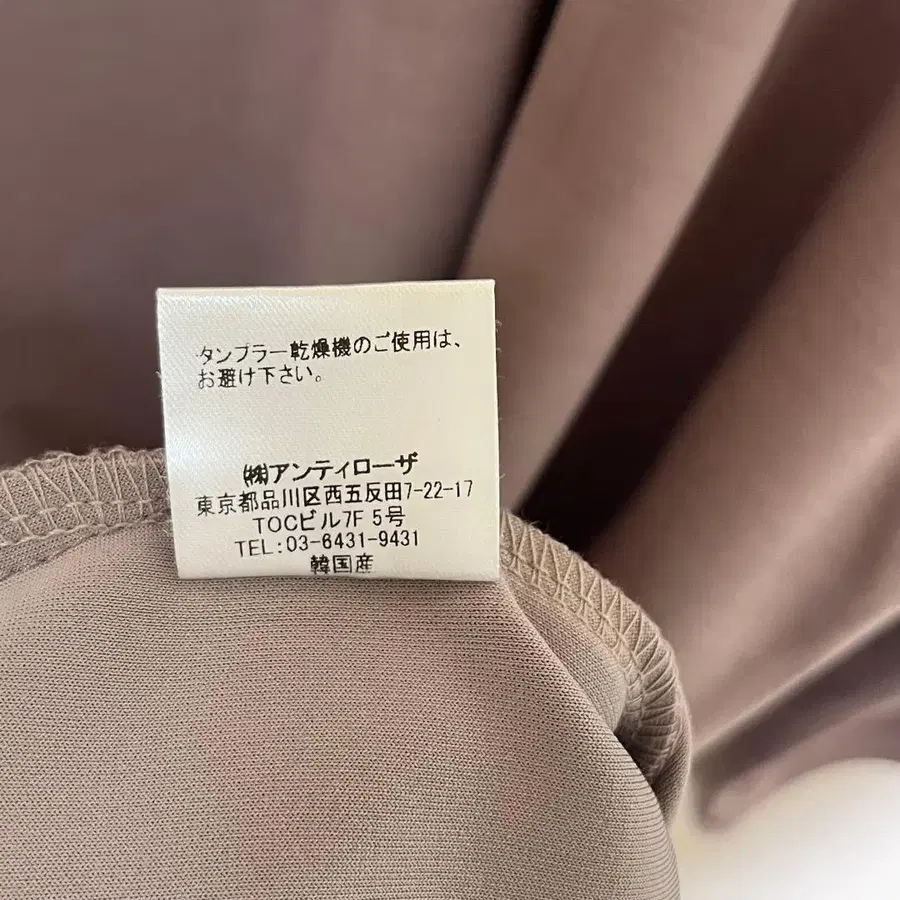 タンブラー乾燥機のご使用は、
お避け下さい。
㈱アンティローザ
東京都品川区西五反田7-22-17
TOCビル7F 5号
TEL:03-6431-9431
韓国産